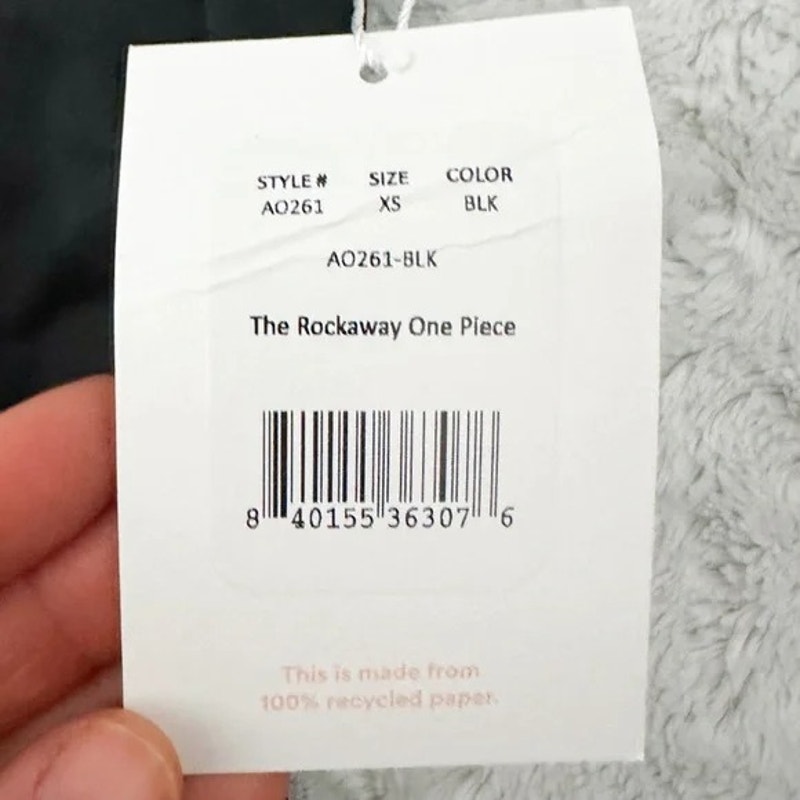 STYLE # SIZE COLOR
AO261 XS BLK
AO261-BLK
The Rockaway One Piece
8 40155 36307 6
This is made from
100% recycled paper.